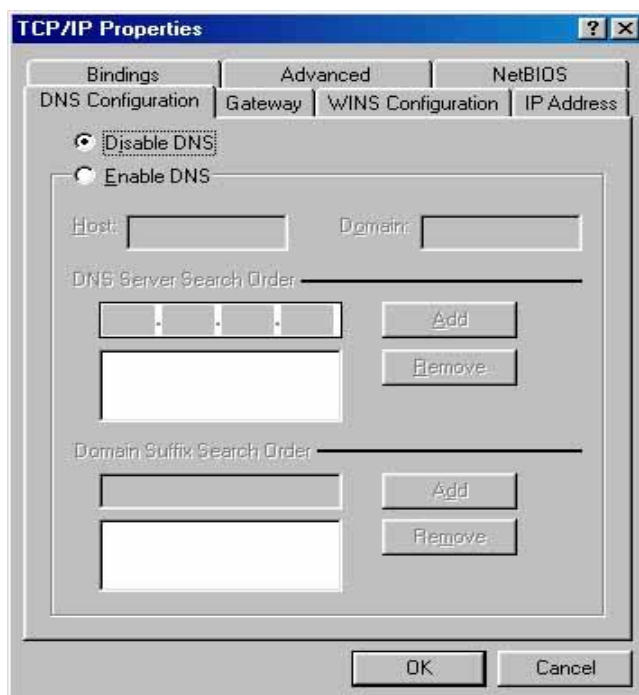 TCP/IP Properties
Bindings Advanced NetBIOS
DNS Configuration Gateway WINS Configuration IP Address
Disable DNS
Enable DNS
Host: Domain:
DNS Server Search Order
. . .
Add
Remove
Domain Suffix Search Order
Add
Remove
OK Cancel